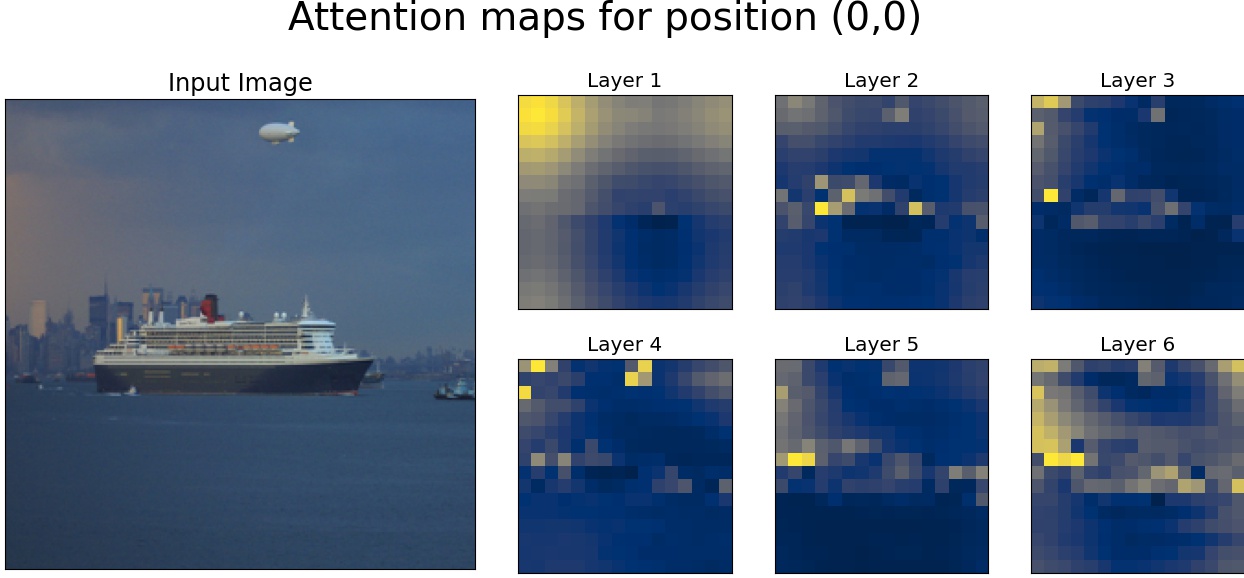 Attention maps for position (0,0)
Input Image
Layer 1
Layer 2
Layer 3
Layer 4
Layer 5
Layer 6